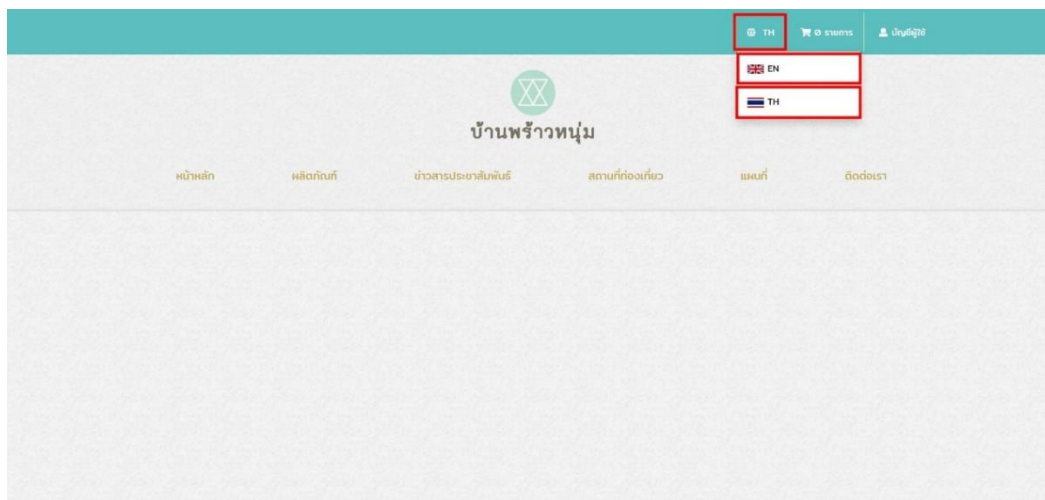 TH 0 รายการ บัญชีผู้ใช้
EN
TH
บ้านพร้าวหนุ่ม
หน้าหลัก ผลิตภัณฑ์ ข่าวสารประชาสัมพันธ์ สถานที่ท่องเที่ยว แผนที่ ติดต่อเรา